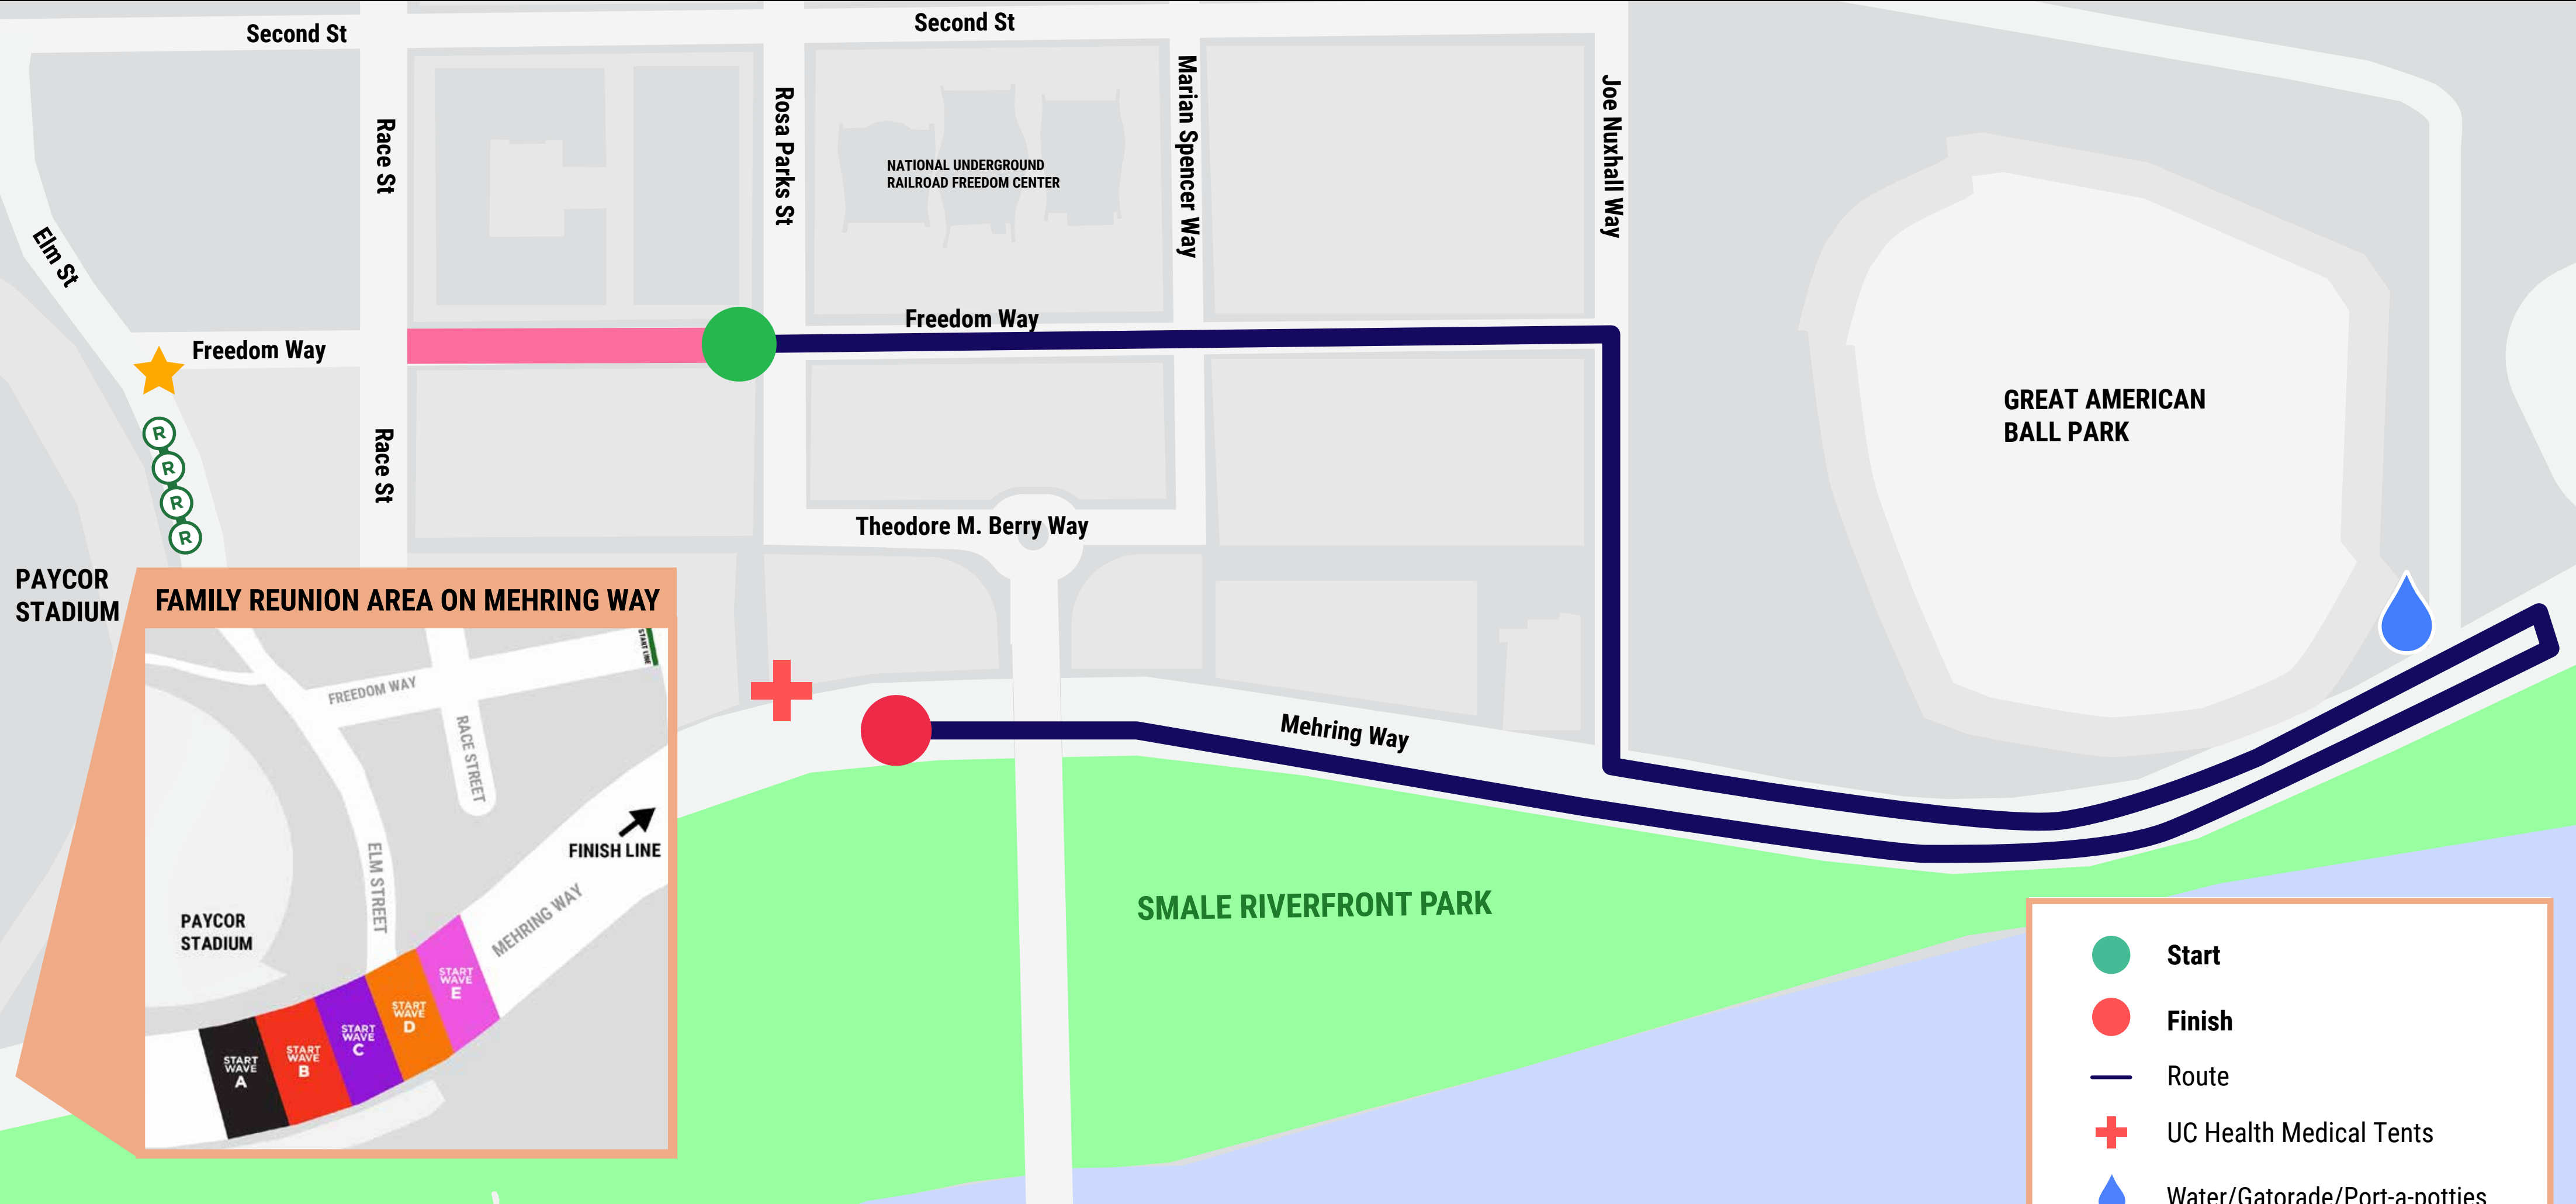 Second St
Second St
Race St
Rosa Parks St
Marian Spencer Way
Joe Nuxhall Way
NATIONAL UNDERGROUND
RAILROAD FREEDOM CENTER
Elm St
Freedom Way
Freedom Way
GREAT AMERICAN
BALL PARK
R
R
R
R
Race St
Theodore M. Berry Way
PAYCOR
STADIUM
FAMILY REUNION AREA ON MEHRING WAY
START LINE
FREEDOM WAY
RACE STREET
ELM STREET
FINISH LINE
MEHRING WAY
PAYCOR
STADIUM
START
WAVE
A
START
WAVE
B
START
WAVE
C
START
WAVE
D
START
WAVE
E
Mehring Way
SMALE RIVERFRONT PARK
Start
Finish
Route
UC Health Medical Tents
Water/Gatorade/Port-a-potties